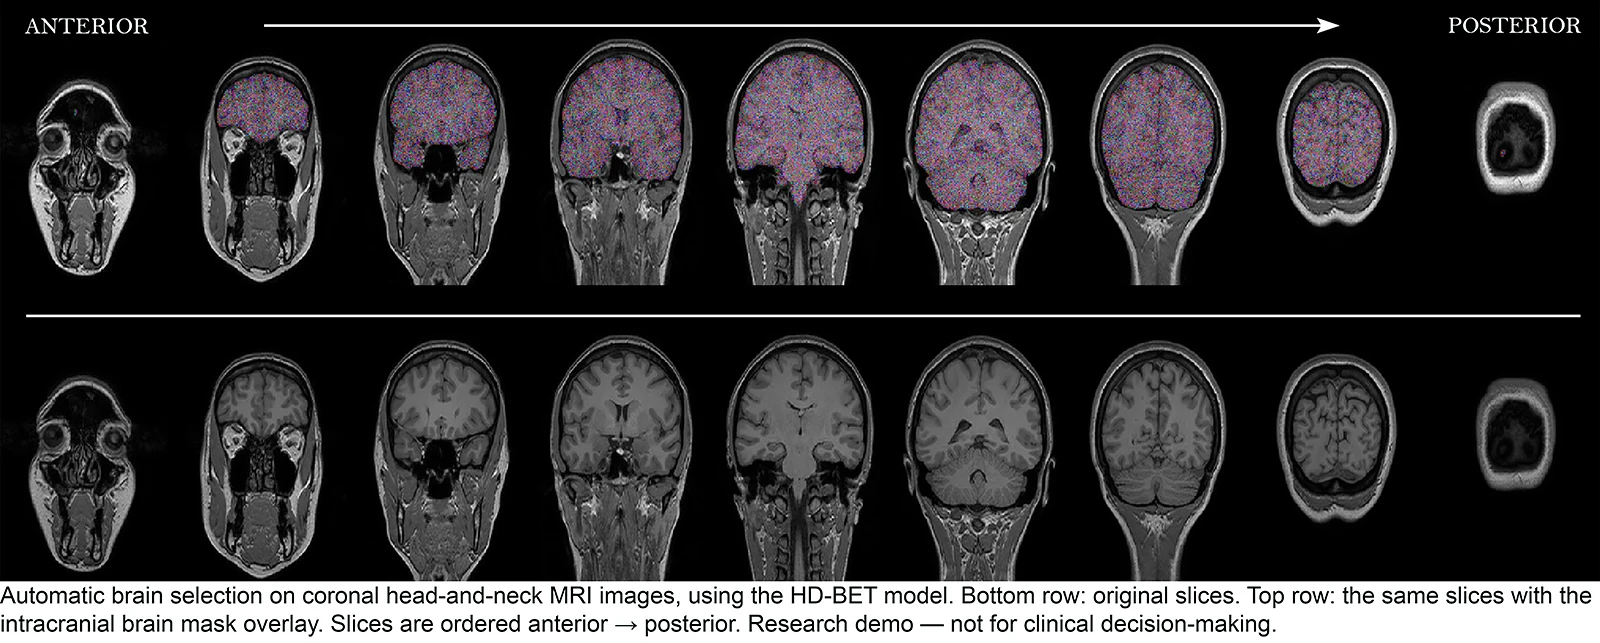 ANTERIOR
POSTERIOR
Automatic brain selection on coronal head-and-neck MRI images, using the HD-BET model. Bottom row: original slices. Top row: the same slices with the
intracranial brain mask overlay. Slices are ordered anterior → posterior. Research demo — not for clinical decision-making.